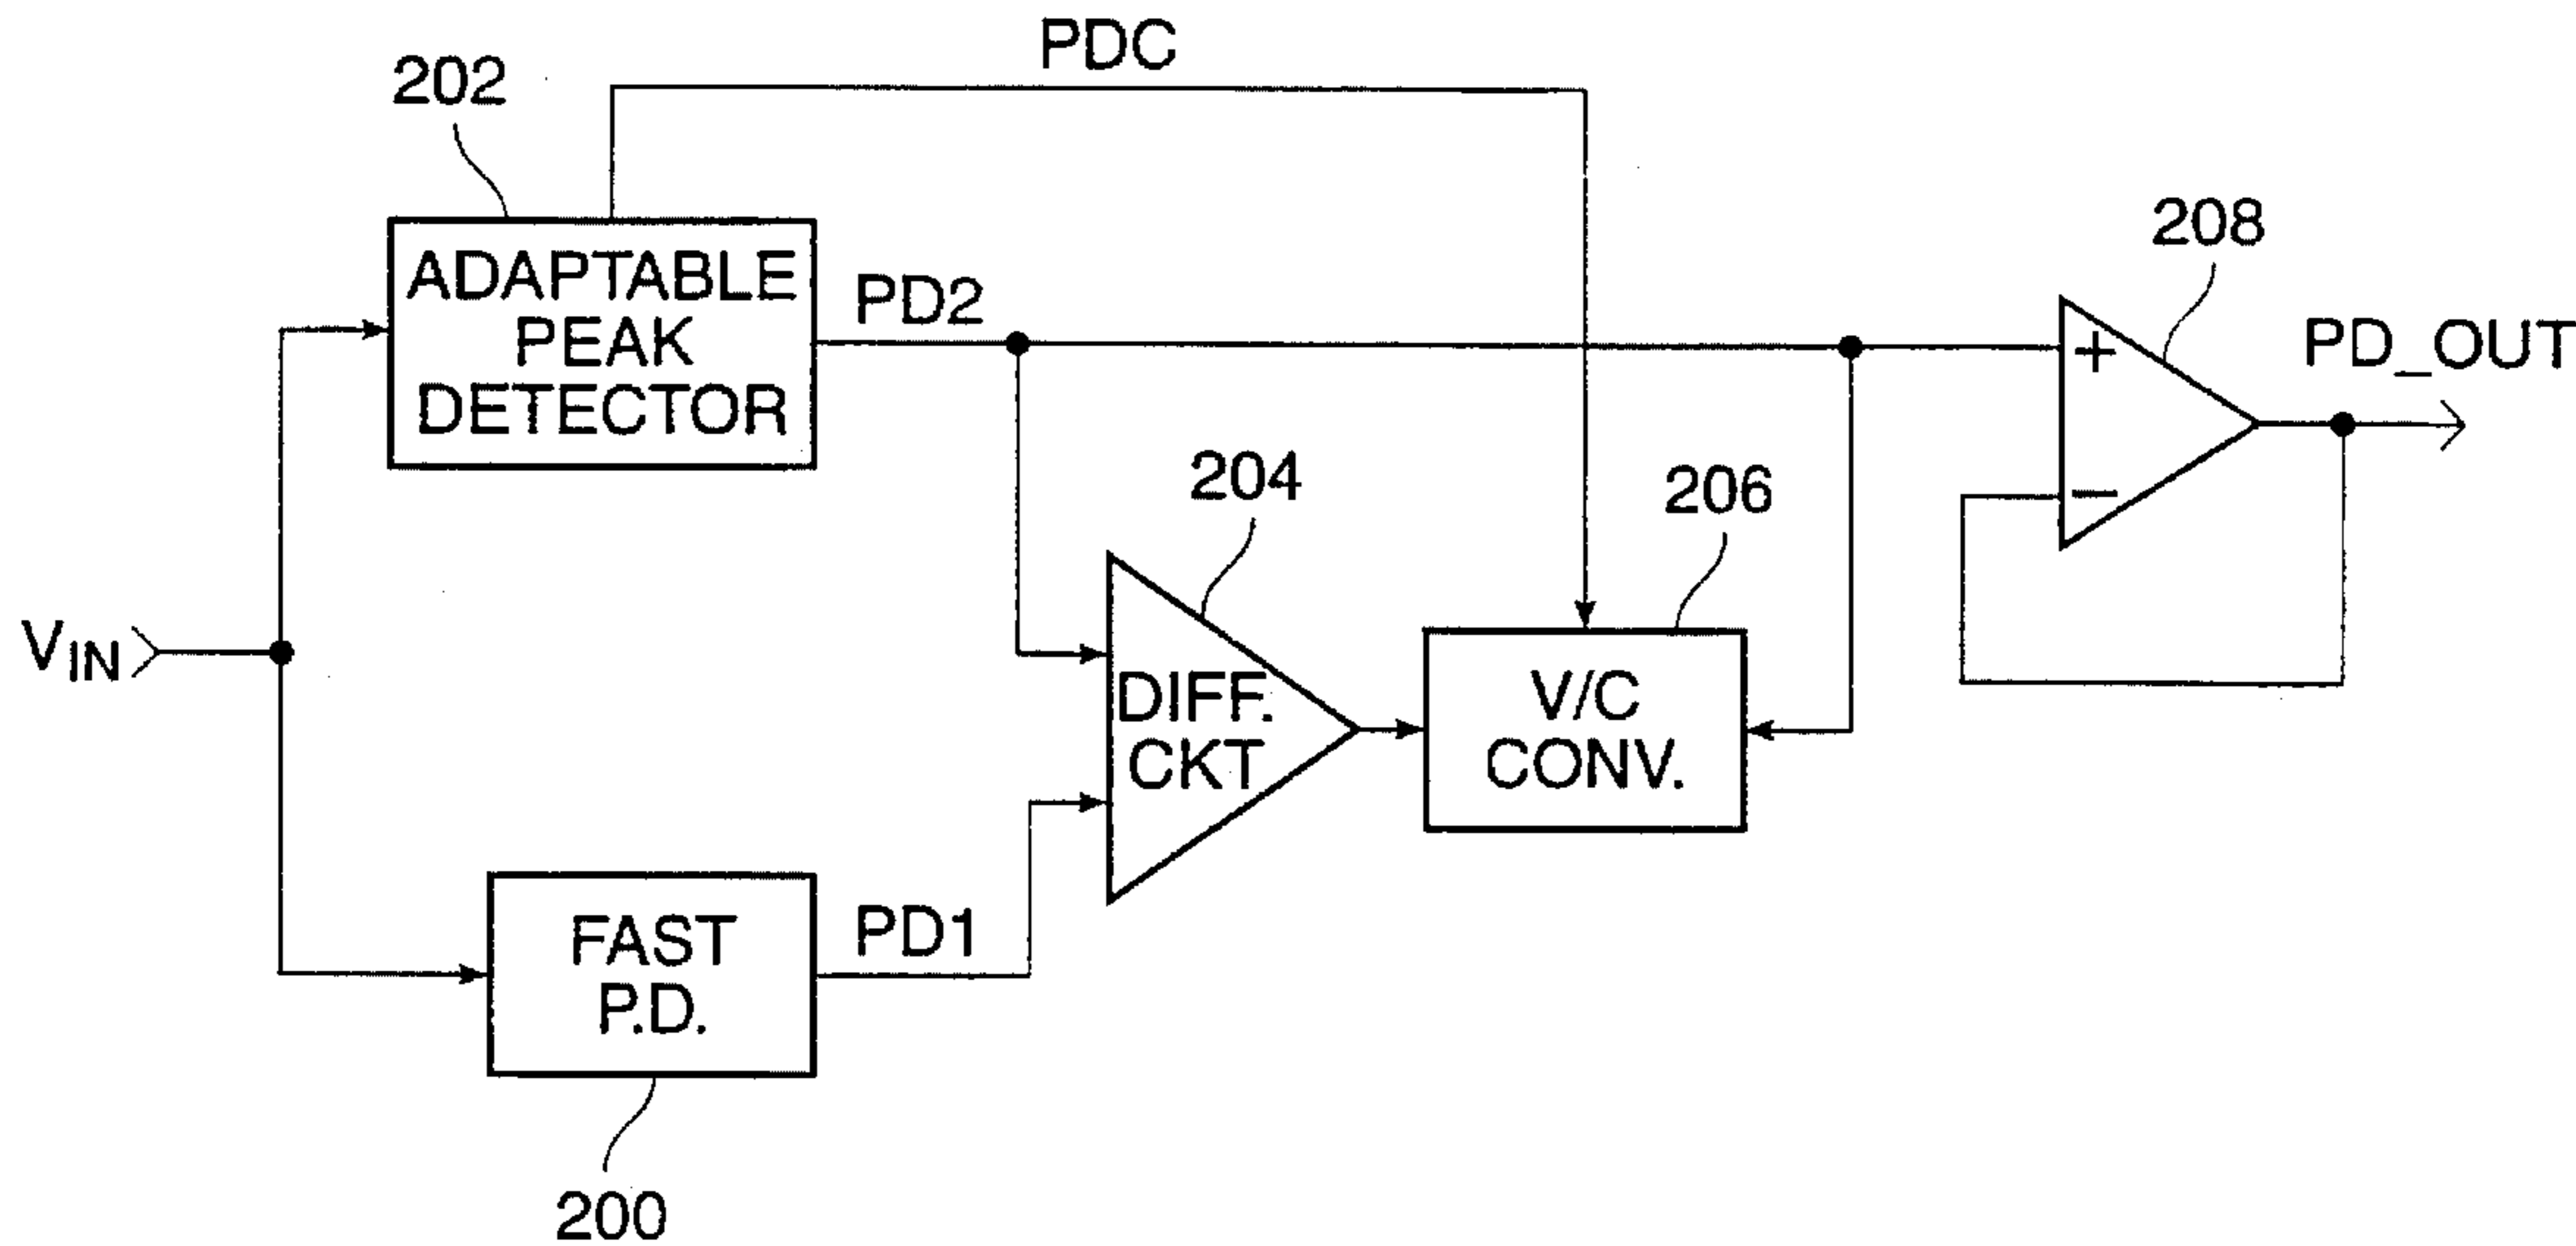 PDC
202
ADAPTABLE
PEAK
DETECTOR
PD2
208
+
−
PD_OUT
204
206
VIN
DIFF.
CKT
V/C
CONV.
FAST
P.D.
PD1
200